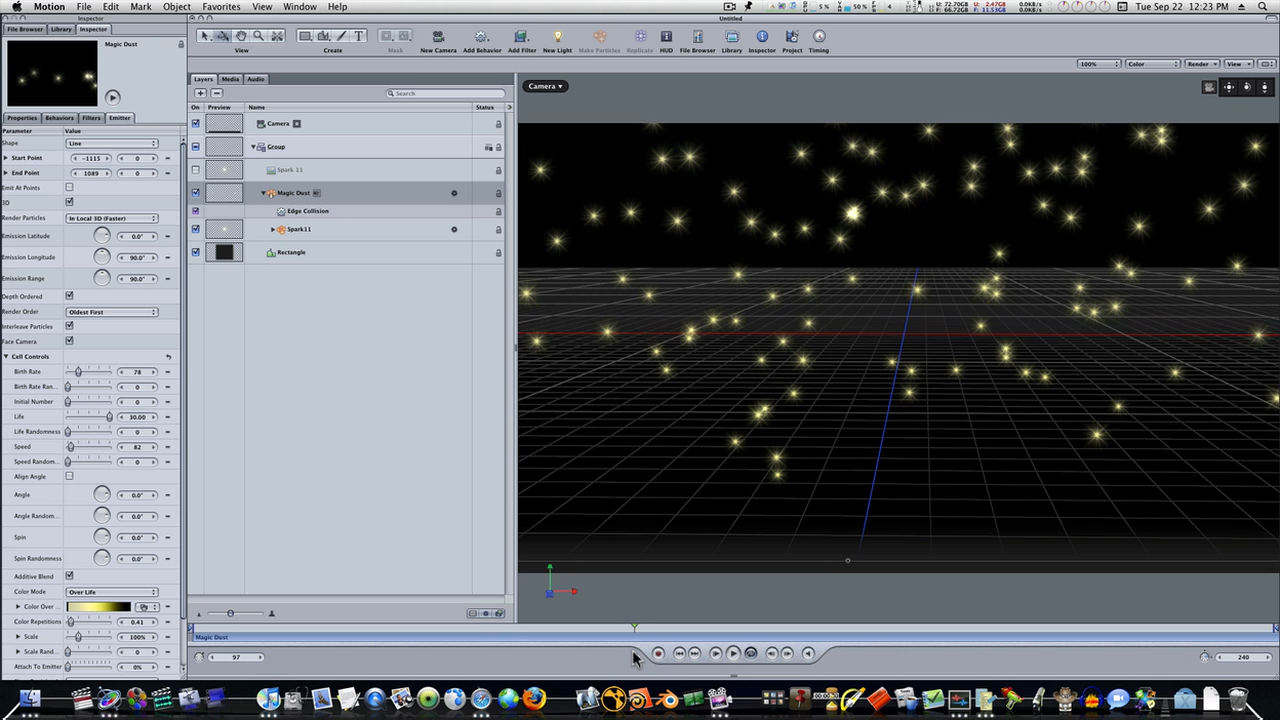 Motion File Edit Mark Object Favorites View Window Help Tue Sep 22 12:23 PM
Inspector Untitled
File Browser Library Inspector
Magic Dust
View Create Mask New Camera Add Behavior Add Filter New Light Make Particles Replicate HUD File Browser Library Inspector Project Timing
100% Color Render View
Layers Media Audio
Camera
Search
Properties Behaviors Filters Emitter
On Preview Name Status
Parameter Value
Shape Line
Start Point -1115 0
End Point 1089 0
Emit At Points
3D
Render Particles In Local 3D (Faster)
Emission Latitude 0.0°
Emission Longitude 90.0°
Emission Range 90.0°
Depth Ordered
Render Order Oldest First
Interleave Particles
Face Camera
Cell Controls
Birth Rate 78
Birth Rate Ran... 0
Initial Number 0
Life 30.00
Life Randomness 0
Speed 82
Speed Random... 0
Align Angle
Angle 0.0°
Angle Random... 0.0°
Spin 0.0°
Spin Randomness 0.0°
Additive Blend
Color Mode Over Life
Color Over ...
Color Repetitions 0.41
Scale 100%
Scale Rand... 0
Attach To Emitter 0%
Camera
Group
Spark 11
Magic Dust
Edge Collision
Spark11
Rectangle
Magic Dust
97 240